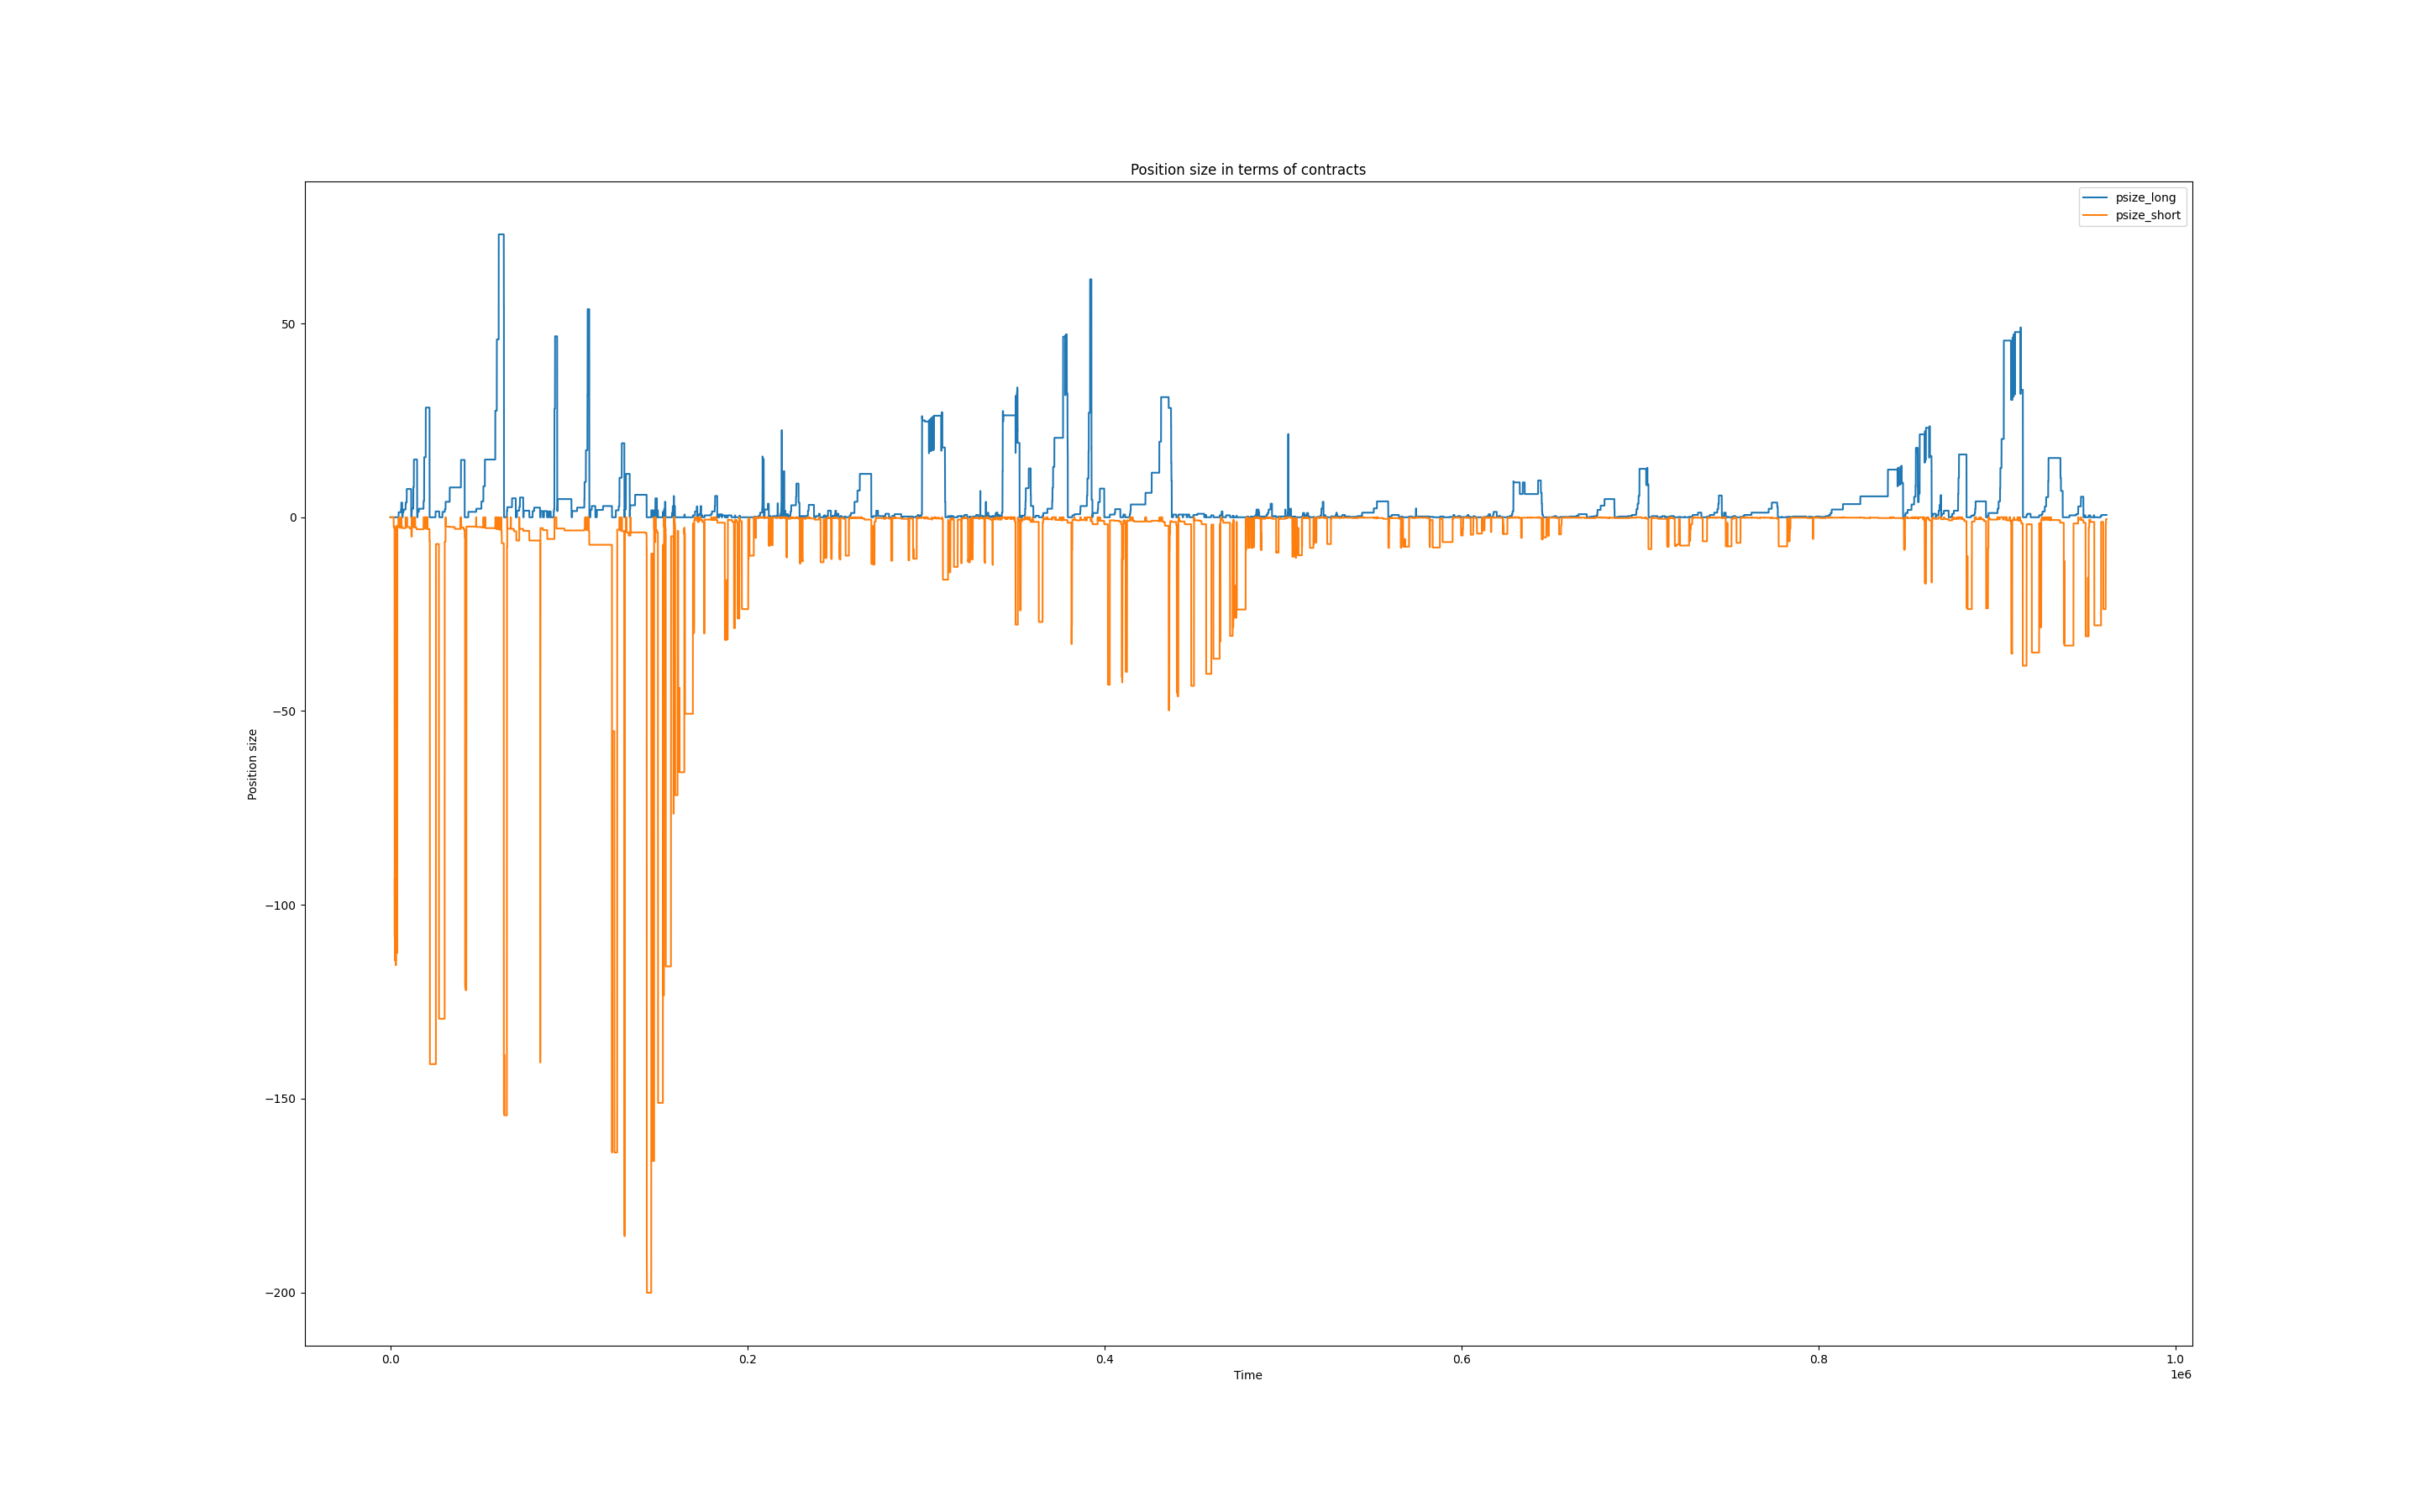 Position size in terms of contracts
psize_long
psize_short
Position size
50
0
−50
−100
−150
−200
0.0
0.2
0.4
0.6
0.8
1.0
1e6
Time